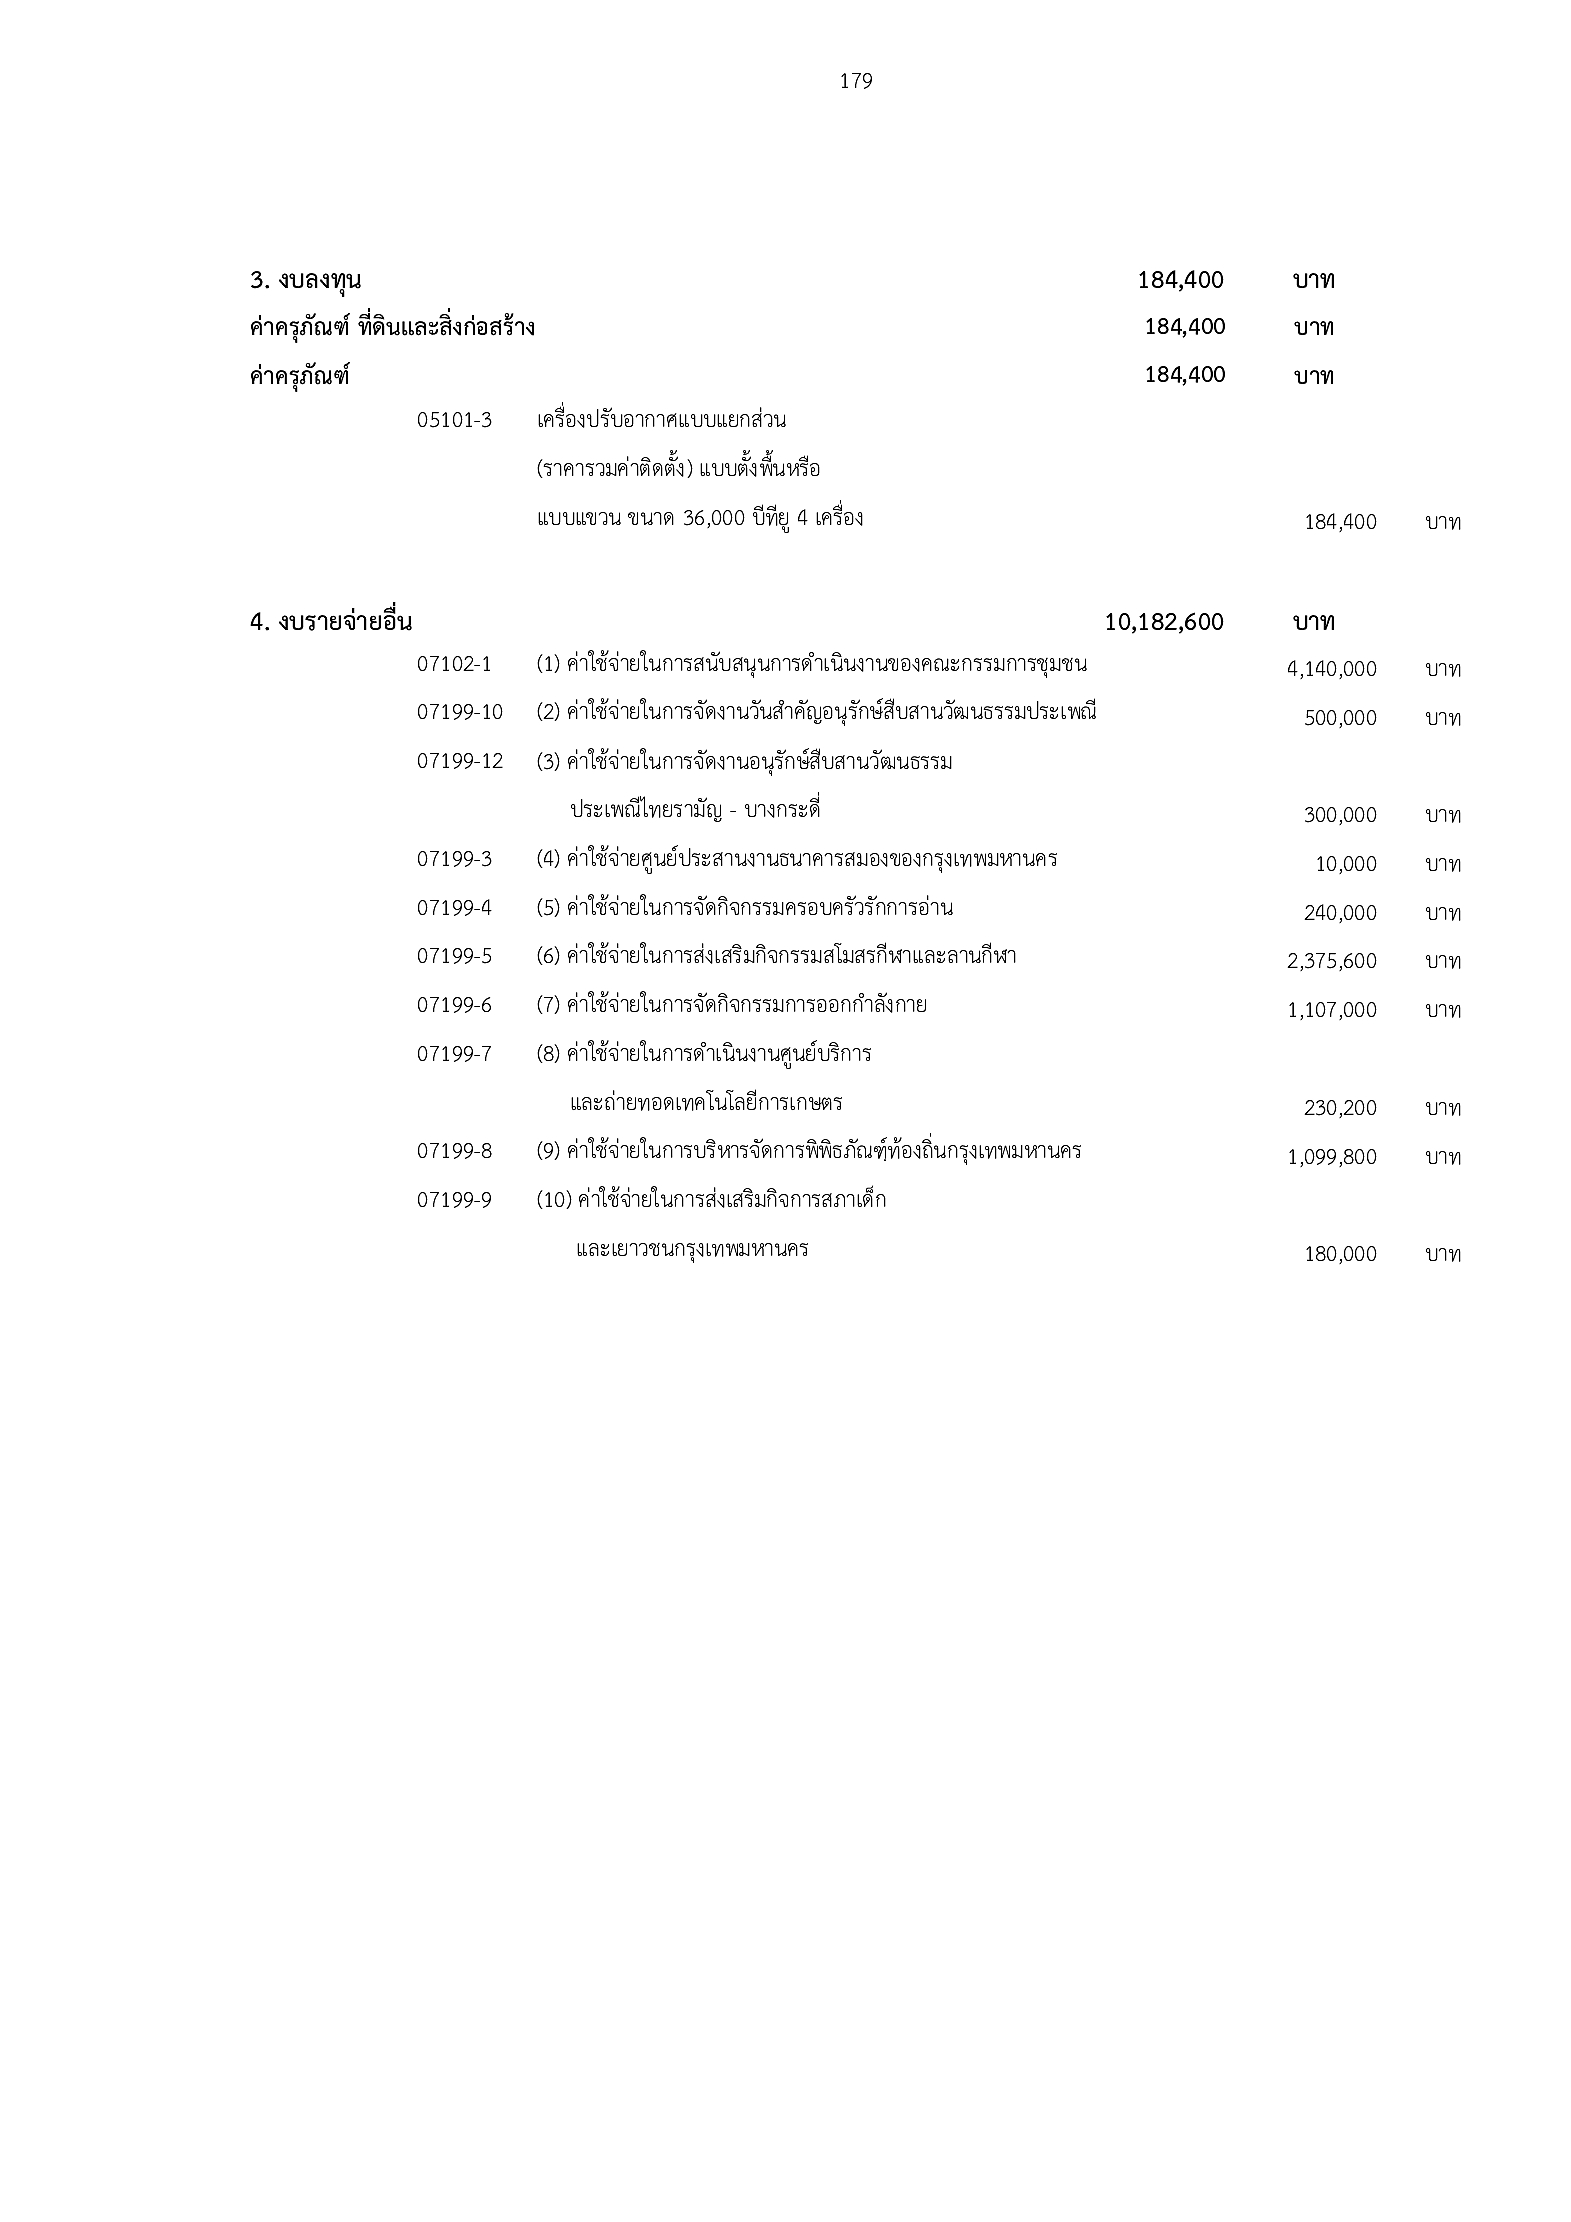 179
3. งบลงทุน 184,400 บาท
ค่าครุภัณฑ์ ที่ดินและสิ่งก่อสร้าง 184,400 บาท
ค่าครุภัณฑ์ 184,400 บาท
05101-3 เครื่องปรับอากาศแบบแยกส่วน
(ราคารวมค่าติดตั้ง) แบบตั้งพื้นหรือ
แบบแขวน ขนาด 36,000 บีทียู 4 เครื่อง 184,400 บาท
4. งบรายจ่ายอื่น 10,182,600 บาท
07102-1 (1) ค่าใช้จ่ายในการสนับสนุนการดำเนินงานของคณะกรรมการชุมชน 4,140,000 บาท
07199-10 (2) ค่าใช้จ่ายในการจัดงานวันสำคัญอนุรักษ์สืบสานวัฒนธรรมประเพณี 500,000 บาท
07199-12 (3) ค่าใช้จ่ายในการจัดงานอนุรักษ์สืบสานวัฒนธรรม
ประเพณีไทยรามัญ - บางกระดี่ 300,000 บาท
07199-3 (4) ค่าใช้จ่ายศูนย์ประสานงานธนาคารสมองของกรุงเทพมหานคร 10,000 บาท
07199-4 (5) ค่าใช้จ่ายในการจัดกิจกรรมครอบครัวรักการอ่าน 240,000 บาท
07199-5 (6) ค่าใช้จ่ายในการส่งเสริมกิจกรรมสโมสรกีฬาและลานกีฬา 2,375,600 บาท
07199-6 (7) ค่าใช้จ่ายในการจัดกิจกรรมการออกกำลังกาย 1,107,000 บาท
07199-7 (8) ค่าใช้จ่ายในการดำเนินงานศูนย์บริการ
และถ่ายทอดเทคโนโลยีการเกษตร 230,200 บาท
07199-8 (9) ค่าใช้จ่ายในการบริหารจัดการพิพิธภัณฑ์ท้องถิ่นกรุงเทพมหานคร 1,099,800 บาท
07199-9 (10) ค่าใช้จ่ายในการส่งเสริมกิจการสภาเด็ก
และเยาวชนกรุงเทพมหานคร 180,000 บาท